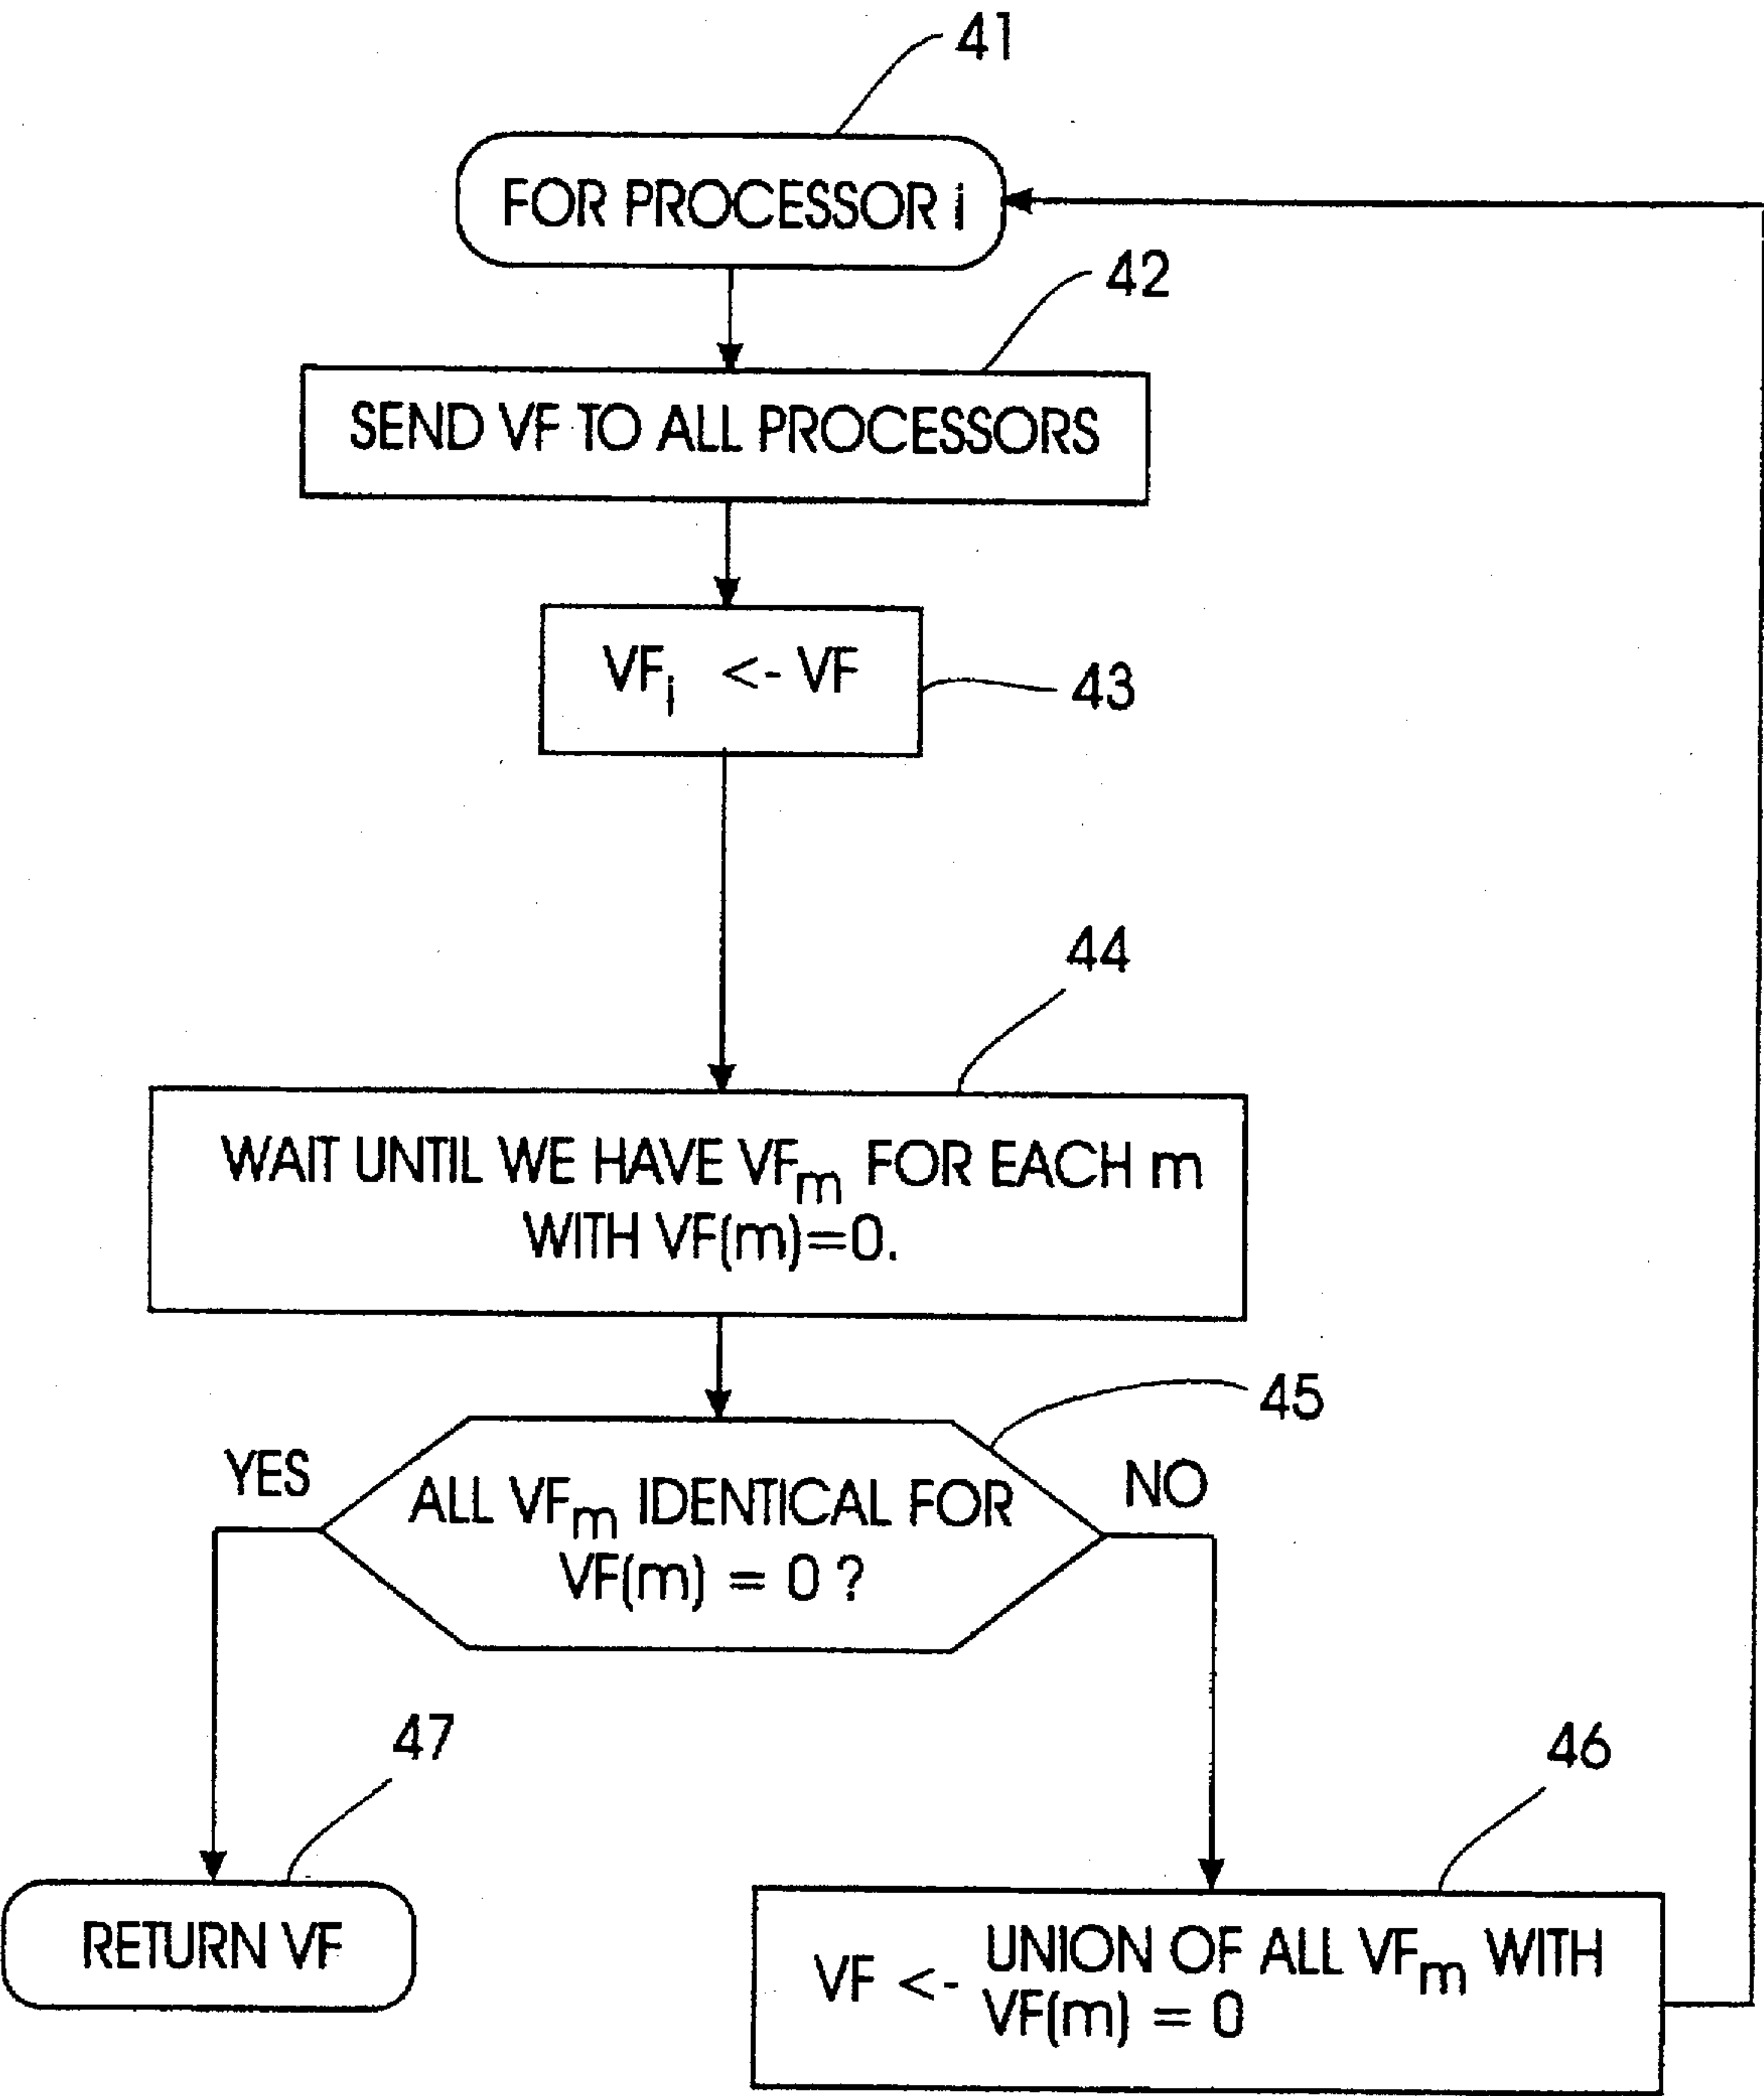 41
FOR PROCESSOR i
42
SEND VF TO ALL PROCESSORS
VFi <- VF
43
44
WAIT UNTIL WE HAVE VFm FOR EACH m
WITH VF(m)=0.
45
YES
NO
ALL VFm IDENTICAL FOR
VF(m) = 0 ?
47
46
RETURN VF
VF <- UNION OF ALL VFm WITH
VF(m) = 0